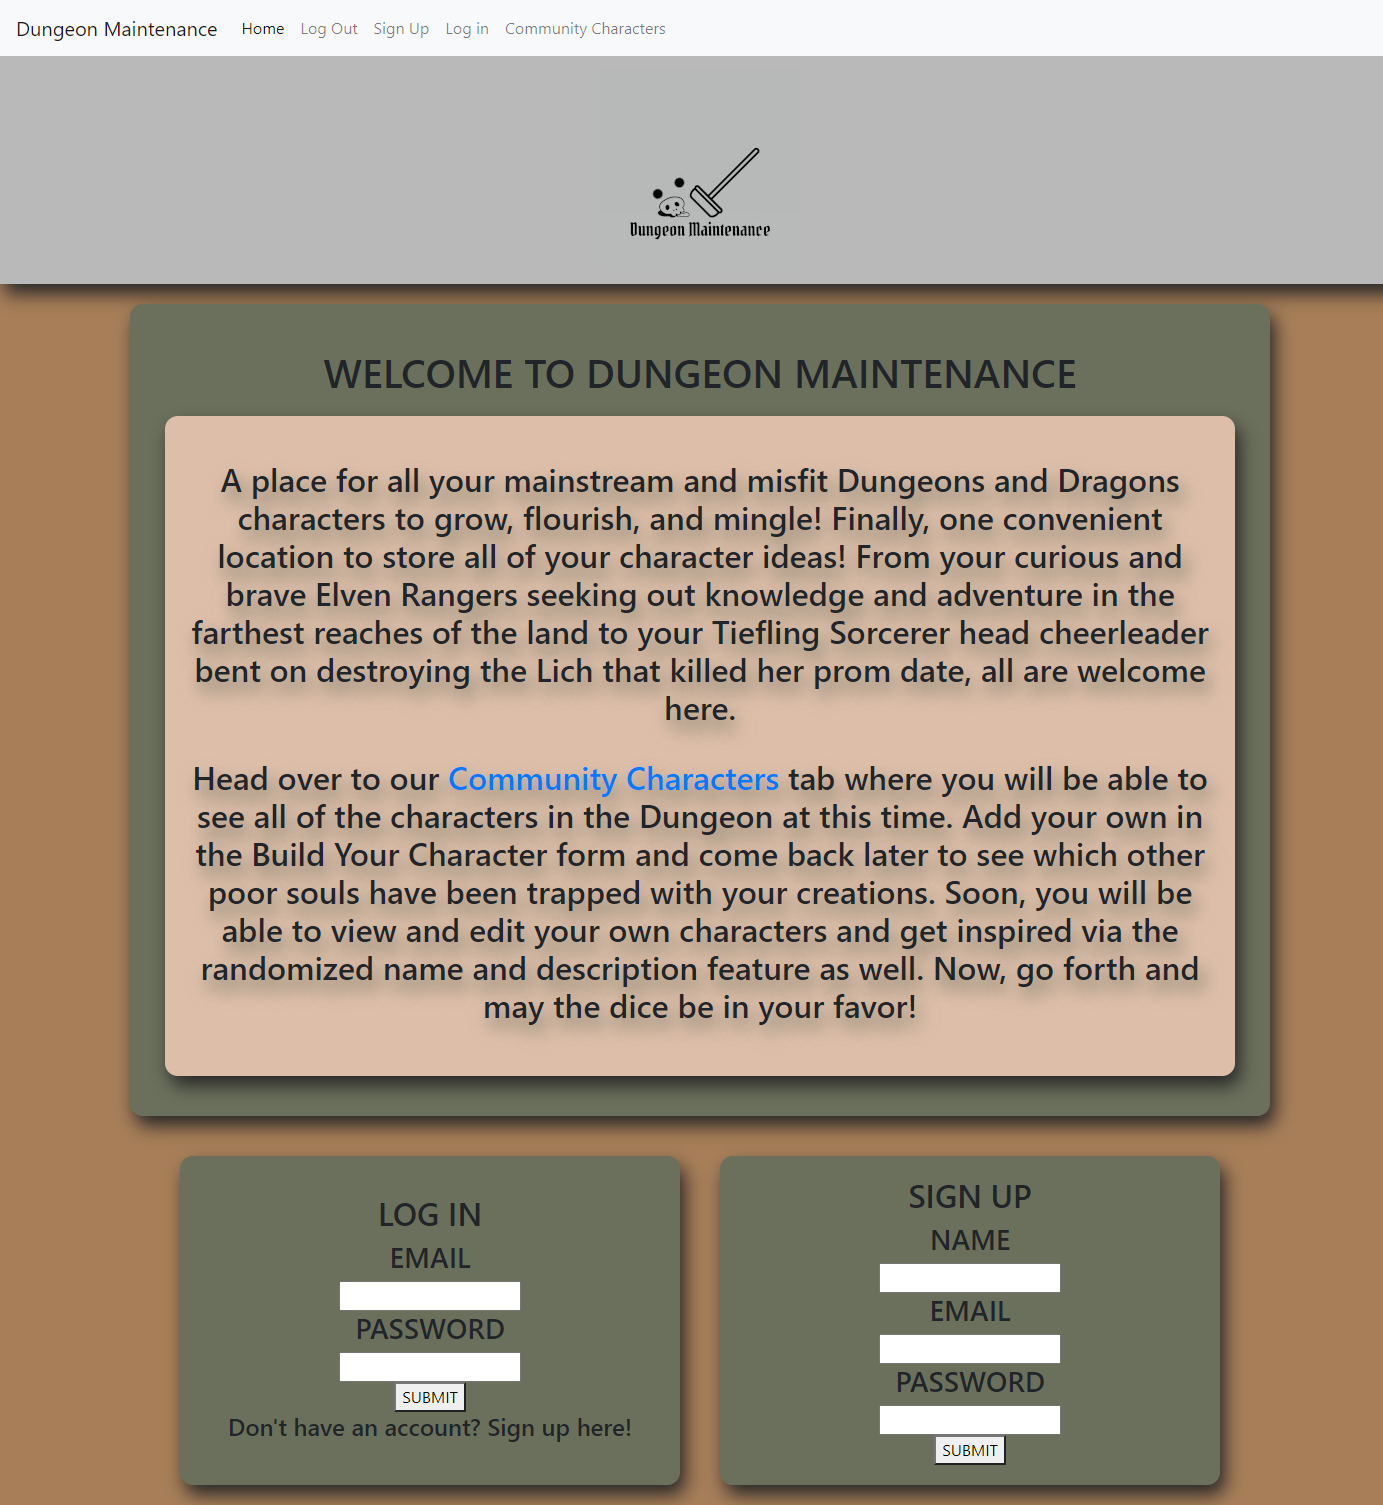 Dungeon Maintenance Home Log Out Sign Up Log in Community Characters
Dungeon Maintenance
WELCOME TO DUNGEON MAINTENANCE
A place for all your mainstream and misfit Dungeons and Dragons
characters to grow, flourish, and mingle! Finally, one convenient
location to store all of your character ideas! From your curious and
brave Elven Rangers seeking out knowledge and adventure in the
farthest reaches of the land to your Tiefling Sorcerer head cheerleader
bent on destroying the Lich that killed her prom date, all are welcome
here.
Head over to our Community Characters tab where you will be able to
see all of the characters in the Dungeon at this time. Add your own in
the Build Your Character form and come back later to see which other
poor souls have been trapped with your creations. Soon, you will be
able to view and edit your own characters and get inspired via the
randomized name and description feature as well. Now, go forth and
may the dice be in your favor!
LOG IN
EMAIL
PASSWORD
SUBMIT
Don't have an account? Sign up here!
SIGN UP
NAME
EMAIL
PASSWORD
SUBMIT